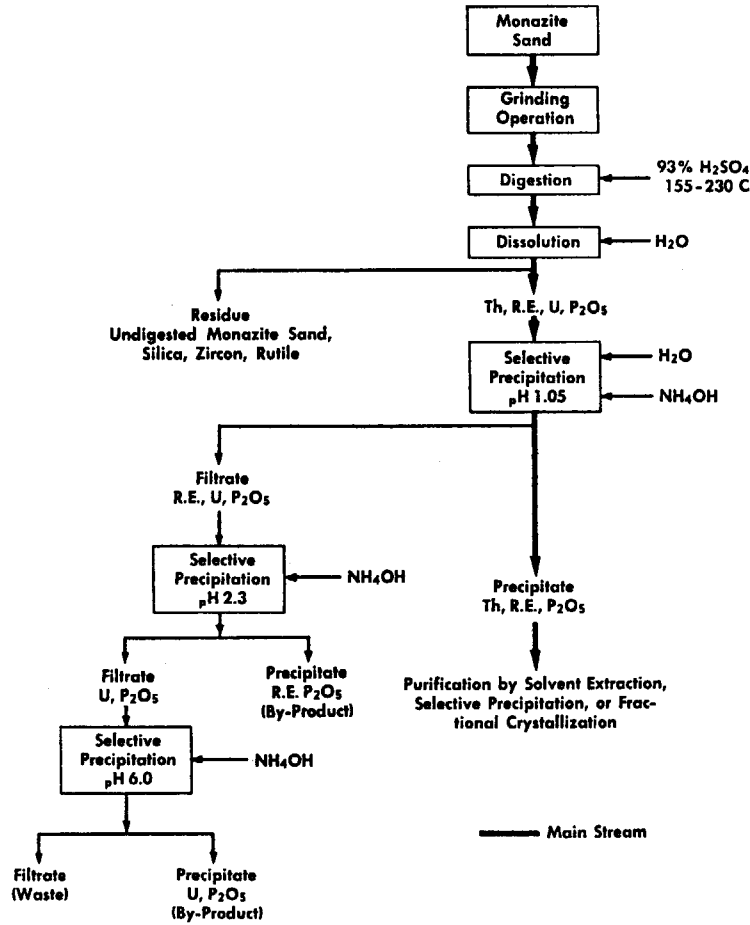 Monazite
Sand
Grinding
Operation
Digestion
93% H₂SO₄
155-230 C
Dissolution
H₂O
Residue
Undigested Monazite Sand,
Silica, Zircon, Rutile
Th, R.E., U, P₂O₅
Selective
Precipitation
pH 1.05
H₂O
NH₄OH
Filtrate
R.E., U, P₂O₅
Selective
Precipitation
pH 2.3
NH₄OH
Precipitate
Th, R.E., P₂O₅
Filtrate
U, P₂O₅
Precipitate
R.E. P₂O₅
(By-Product)
Purification by Solvent Extraction,
Selective Precipitation, or Frac-
tional Crystallization
Selective
Precipitation
pH 6.0
NH₄OH
Main Stream
Filtrate
(Waste)
Precipitate
U, P₂O₅
(By-Product)